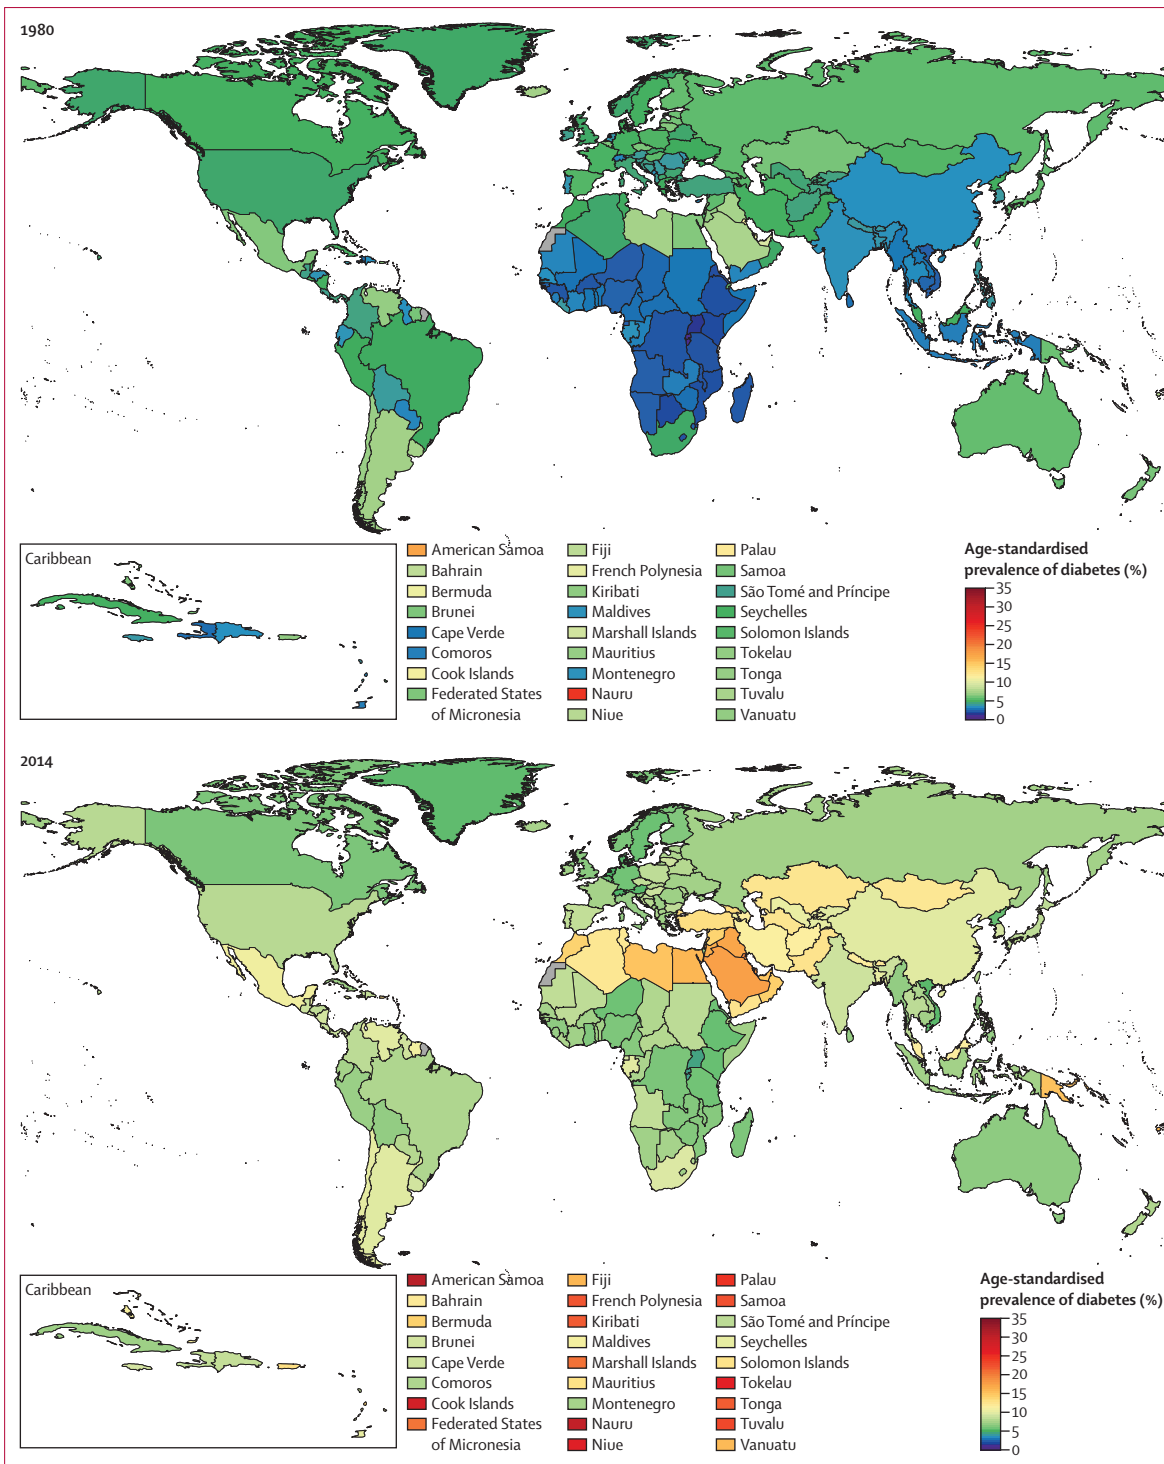 1980
Caribbean
American Samoa
Bahrain
Bermuda
Brunei
Cape Verde
Comoros
Cook Islands
Federated States
of Micronesia
Fiji
French Polynesia
Kiribati
Maldives
Marshall Islands
Mauritius
Montenegro
Nauru
Niue
Palau
Samoa
São Tomé and Príncipe
Seychelles
Solomon Islands
Tokelau
Tonga
Tuvalu
Vanuatu
Age-standardised
prevalence of diabetes (%)
35
30
25
20
15
10
5
0
2014
Caribbean
American Samoa
Bahrain
Bermuda
Brunei
Cape Verde
Comoros
Cook Islands
Federated States
of Micronesia
Fiji
French Polynesia
Kiribati
Maldives
Marshall Islands
Mauritius
Montenegro
Nauru
Niue
Palau
Samoa
São Tomé and Príncipe
Seychelles
Solomon Islands
Tokelau
Tonga
Tuvalu
Vanuatu
Age-standardised
prevalence of diabetes (%)
35
30
25
20
15
10
5
0